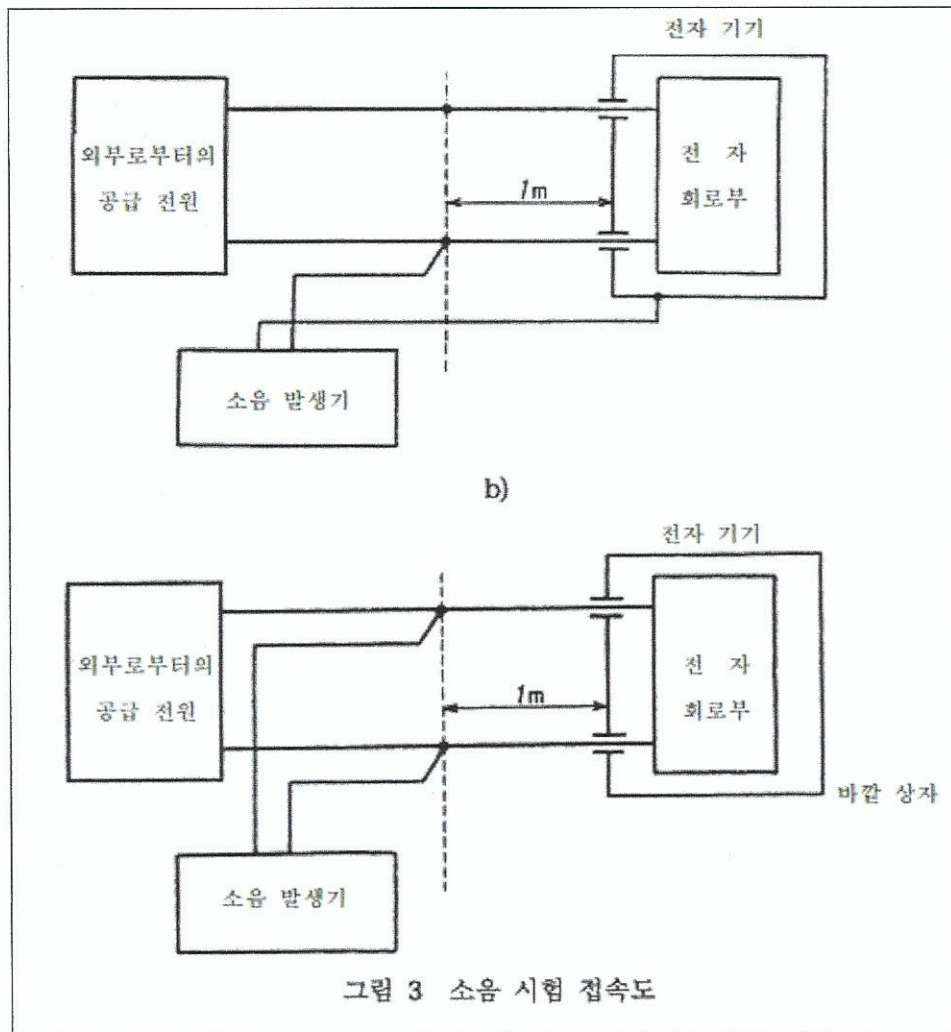 전자 기기
외부로부터의
공급 전원
전 자
회로부
1m
소음 발생기
b)
전자 기기
외부로부터의
공급 전원
전 자
회로부
1m
바깥 상자
소음 발생기
그림 3 소음 시험 접속도